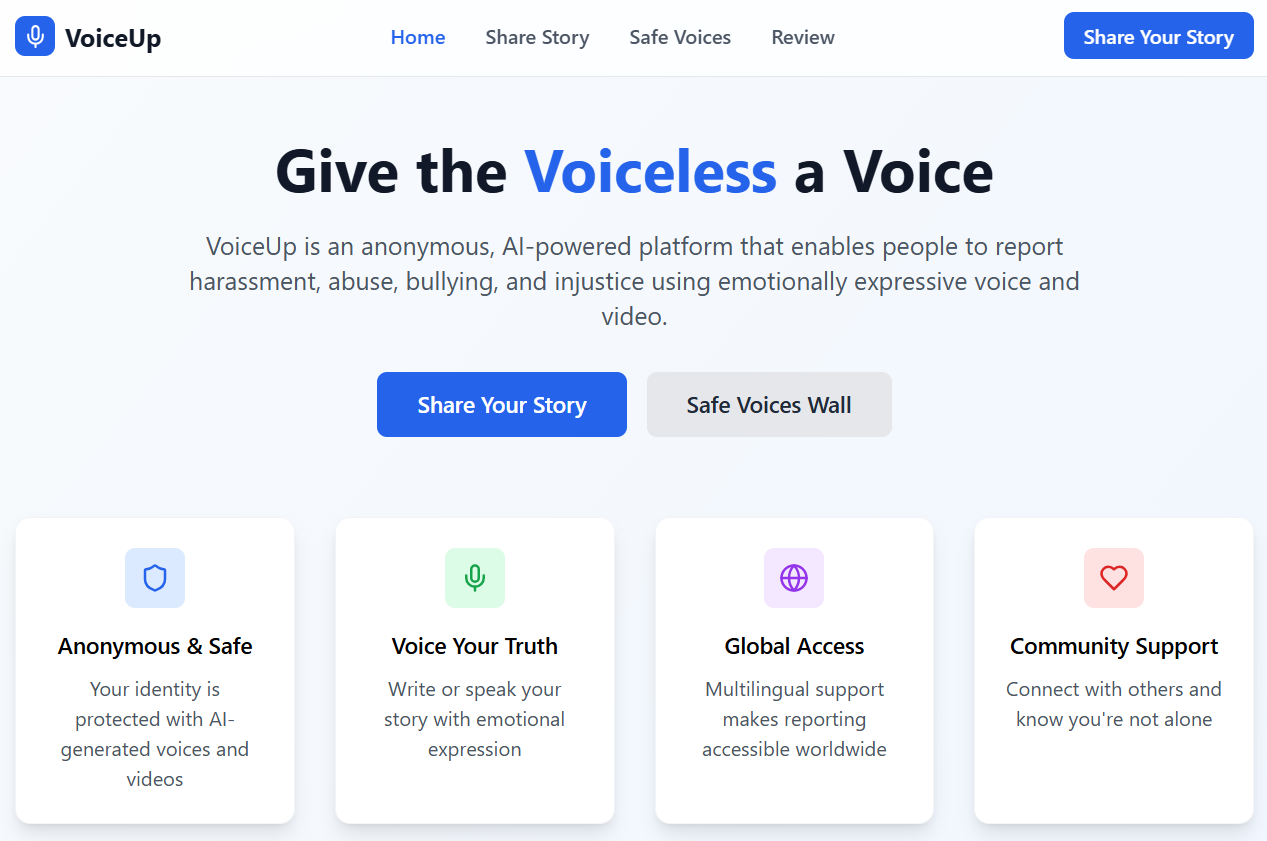 VoiceUp
Home
Share Story
Safe Voices
Review
Share Your Story
Give the Voiceless a Voice
VoiceUp is an anonymous, AI-powered platform that enables people to report
harassment, abuse, bullying, and injustice using emotionally expressive voice and
video.
Share Your Story
Safe Voices Wall
Anonymous & Safe
Your identity is
protected with AI-
generated voices and
videos
Voice Your Truth
Write or speak your
story with emotional
expression
Global Access
Multilingual support
makes reporting
accessible worldwide
Community Support
Connect with others and
know you're not alone